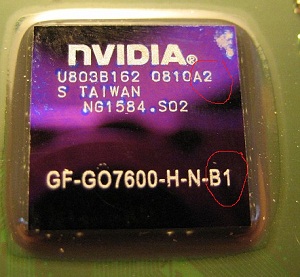 NVIDIA®
U803B162 0810A2
S TAIWAN
NG1584.S02
GF-GO7600-H-N-B1